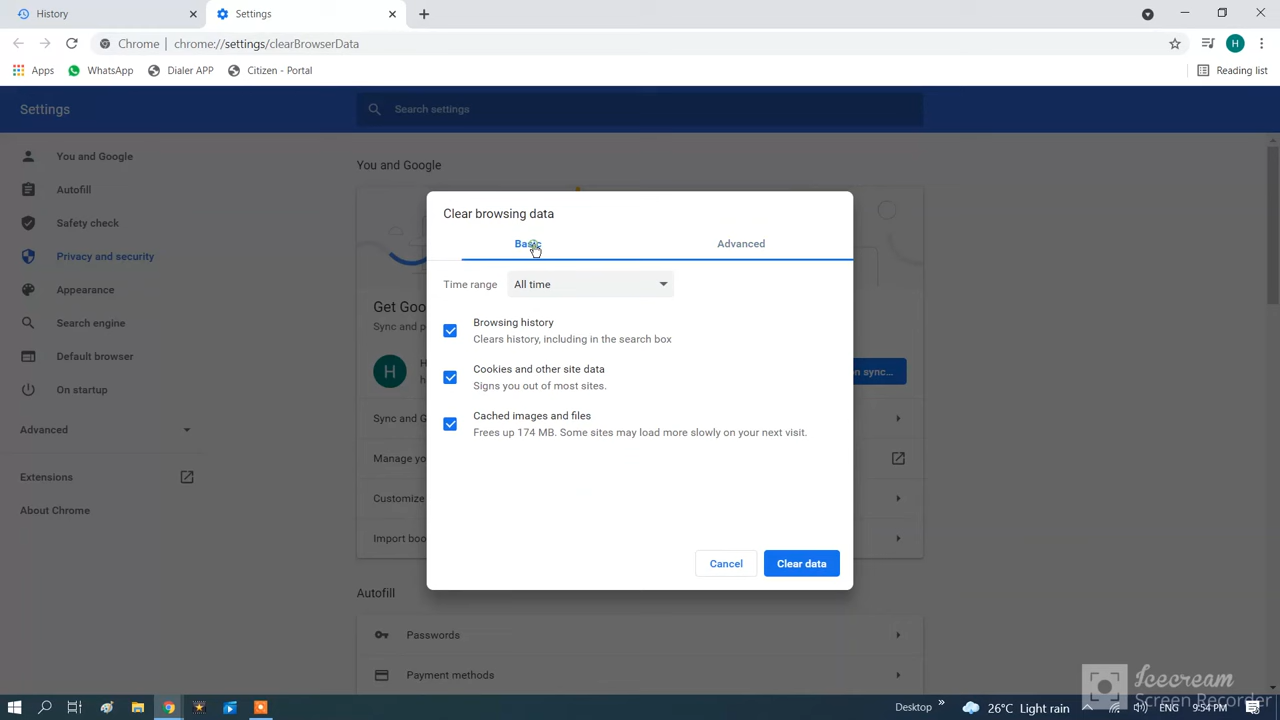 History
Settings
Chrome
chrome://settings/clearBrowserData
H
Apps
WhatsApp
Dialer APP
Citizen - Portal
Reading list
Settings
Search settings
You and Google
Autofill
Safety check
Privacy and security
Appearance
Search engine
Default browser
On startup
Advanced
Extensions
About Chrome
You and Google
Get Goo
Sync and p
H
on sync...
Sync and G
Manage yo
Customize
Import boo
Clear browsing data
Basic
Advanced
Time range
All time
Browsing history
Clears history, including in the search box
Cookies and other site data
Signs you out of most sites.
Cached images and files
Frees up 174 MB. Some sites may load more slowly on your next visit.
Cancel
Clear data
Autofill
Passwords
Payment methods
Icecream
Screen Recorder
Desktop
26°C Light rain
ENG
9:54 PM